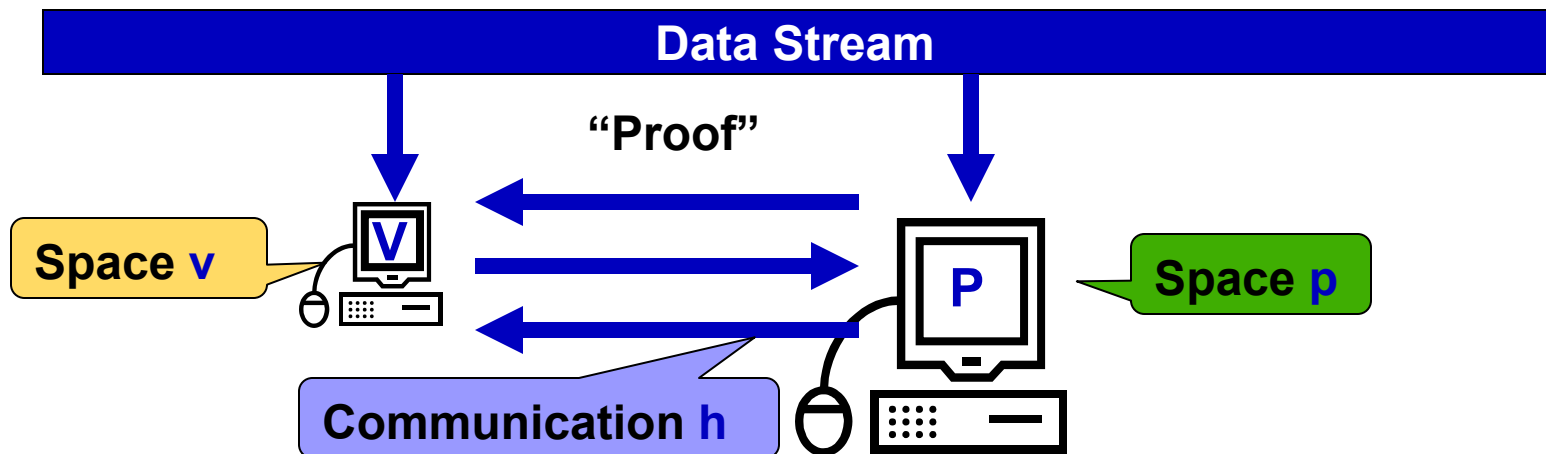 Data Stream
“Proof”
V
Space v
P
Space p
Communication h